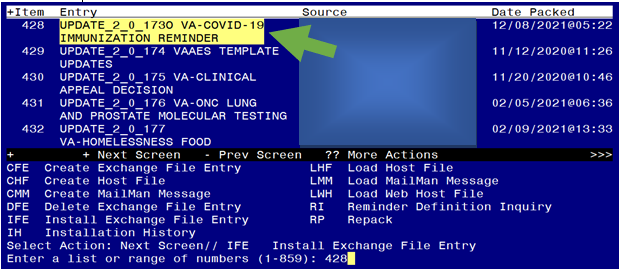 +Item Entry Source Date Packed
428 UPDATE_2_0_173O VA-COVID-19 12/08/2021@05:22
IMMUNIZATION REMINDER
429 UPDATE_2_0_174 VAAES TEMPLATE 11/12/2020@11:26
UPDATES
430 UPDATE_2_0_175 VA-CLINICAL 11/20/2020@10:46
APPEAL DECISION
431 UPDATE_2_0_176 VA-ONC LUNG 02/05/2021@06:36
AND PROSTATE MOLECULAR TESTING
432 UPDATE_2_0_177 02/09/2021@13:33
VA-HOMELESSNESS FOOD
+ + Next Screen - Prev Screen ?? More Actions >>>
CFE Create Exchange File Entry LHF Load Host File
CHF Create Host File LMM Load MailMan Message
CMM Create MailMan Message LWH Load Web Host File
DFE Delete Exchange File Entry RI Reminder Definition Inquiry
IFE Install Exchange File Entry RP Repack
IH Installation History
Select Action: Next Screen// IFE Install Exchange File Entry
Enter a list or range of numbers (1-859): 428